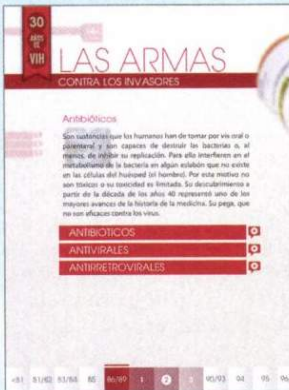 30
AÑOS
DE
VIH
LAS ARMAS
CONTRA LOS INVASORES
Antibióticos
Son sustancias que los humanos han de tomar por vía oral o
parenteral y son capaces de destruir las bacterias o, al
menos, de inhibir su replicación. Para ello interfieren en el
metabolismo de la bacteria en algún eslabón que no existe
en las células del huésped (el hombre). Por este motivo no
son tóxicos o su toxicidad es limitada. Su descubrimiento a
partir de la década de los años 40 representó uno de los
mayores avances de la historia de la medicina. Su pega, que
no son eficaces contra los virus.
ANTIBIÓTICOS
ANTIVIRALES
ANTIRRETROVIRALES
<81 81/82 83/84 85 86/89 1 2 3 90/93 94 95 96